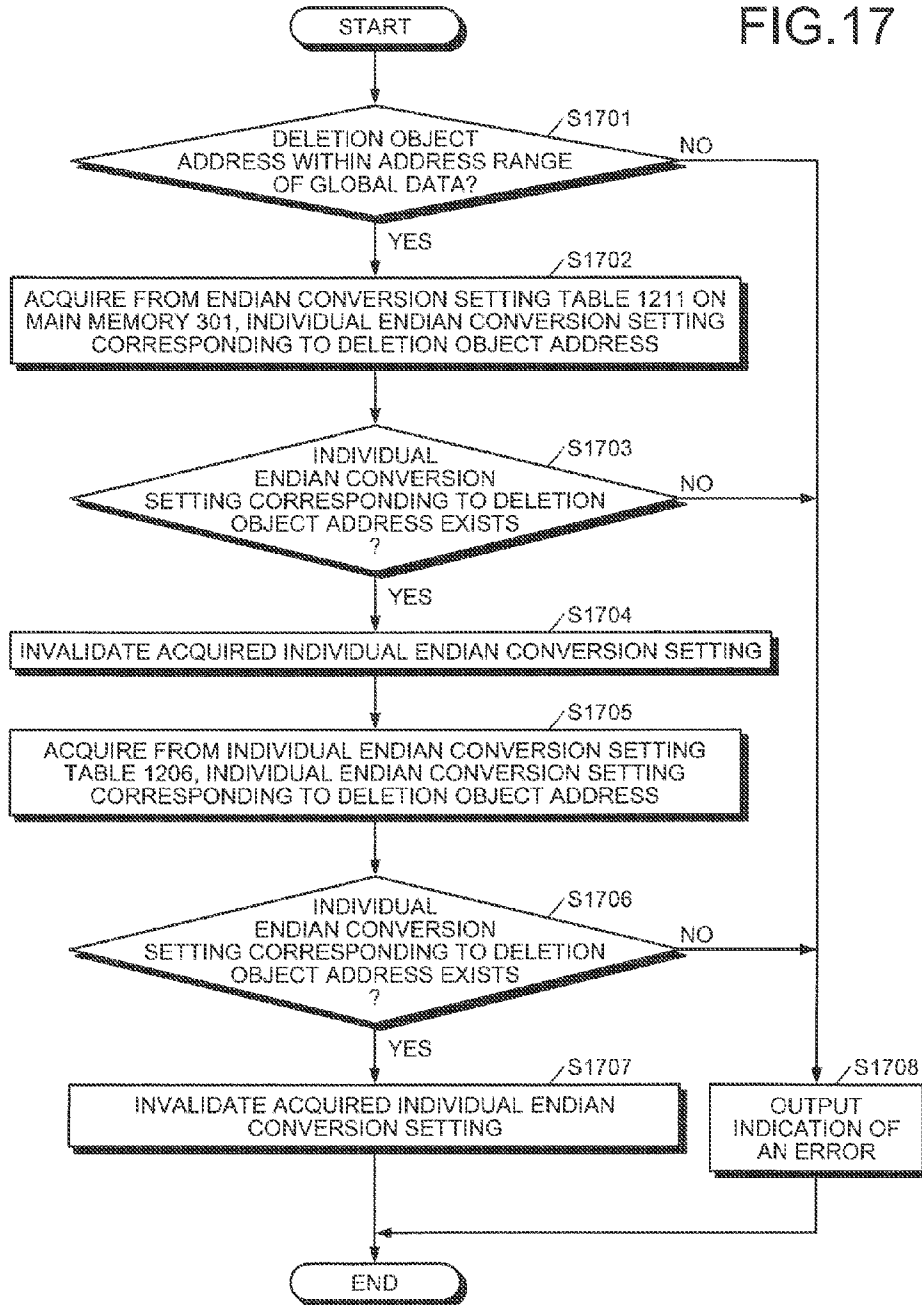 FIG.17
START
S1701
DELETION OBJECT
ADDRESS WITHIN ADDRESS RANGE
OF GLOBAL DATA?
NO
YES
S1702
ACQUIRE FROM ENDIAN CONVERSION SETTING TABLE 1211 ON
MAIN MEMORY 301, INDIVIDUAL ENDIAN CONVERSION SETTING
CORRESPONDING TO DELETION OBJECT ADDRESS
S1703
INDIVIDUAL
ENDIAN CONVERSION
SETTING CORRESPONDING TO DELETION
OBJECT ADDRESS EXISTS
?
NO
YES
S1704
INVALIDATE ACQUIRED INDIVIDUAL ENDIAN CONVERSION SETTING
S1705
ACQUIRE FROM INDIVIDUAL ENDIAN CONVERSION SETTING
TABLE 1206, INDIVIDUAL ENDIAN CONVERSION SETTING
CORRESPONDING TO DELETION OBJECT ADDRESS
S1706
INDIVIDUAL
ENDIAN CONVERSION
SETTING CORRESPONDING TO DELETION
OBJECT ADDRESS EXISTS
?
NO
YES
S1707
INVALIDATE ACQUIRED INDIVIDUAL ENDIAN
CONVERSION SETTING
S1708
OUTPUT
INDICATION OF
AN ERROR
END